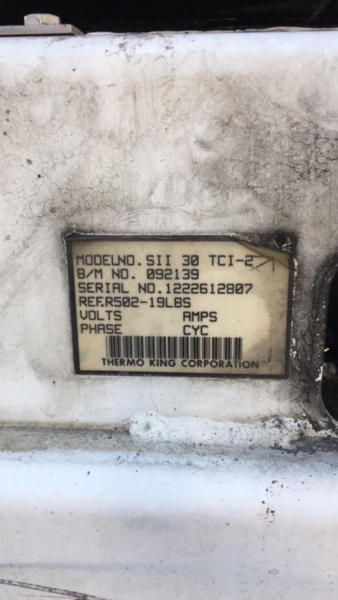 MODELNO. SII 30 TCI-2
B/M NO. 092139
SERIAL NO.1222612807
REF.R502-19LBS
VOLTS AMPS
PHASE CYC
THERMO KING CORPORATION